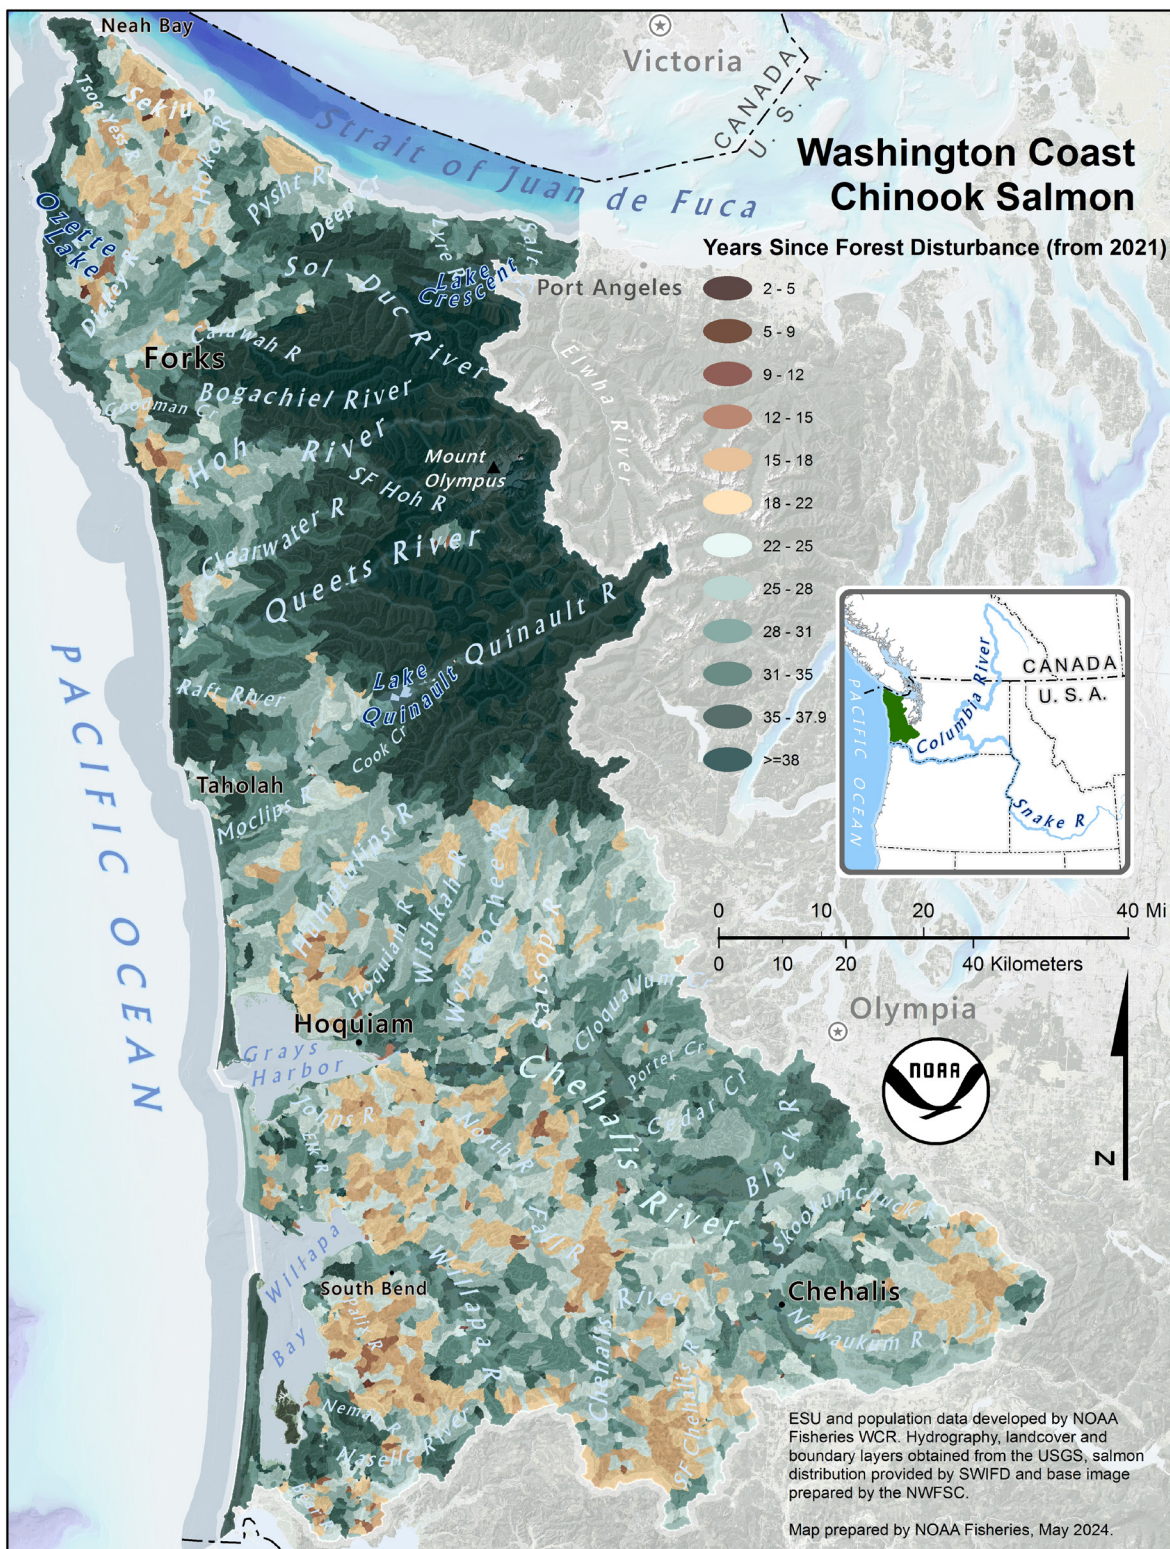 Neah Bay
Victoria
CANADA
U. S. A.
Strait of Juan de Fuca
Washington Coast
Chinook Salmon
Years Since Forest Disturbance (from 2021)
2 - 5
5 - 9
9 - 12
12 - 15
15 - 18
18 - 22
22 - 25
25 - 28
28 - 31
31 - 35
35 - 37.9
>=38
Tsoo-Yess R
Sekiu R
Hoko R
Pysht R
Deep Cr
Lyre R
Salt
Ozette
Lake
Dickey R
Sol Duc River
Lake
Crescent
Port Angeles
Elwha River
Calawah R
Forks
Bogachiel River
Goodman Cr
Hoh River
Mount
Olympus
SF Hoh R
Clearwater R
Queets River
Quinault R
Lake
Quinault
Raft River
Cook Cr
Taholah
Moclips R
PACIFIC OCEAN
Humptulips R
Hoquiam R
Wishkah R
Wynoochee R
Satsop R
Cloquallum Cr
Hoquiam
Grays
Harbor
Johns R
Elk R
North R
Fall R
Chehalis River
Porter Cr
Cedar Cr
Black R
Skookumchuck R
Willapa
Bay
South Bend
Palix R
Willapa R
Chehalis River
Chehalis
Newaukum R
SF Chehalis R
Naselle River
CANADA
U. S. A.
Columbia River
Snake R
PACIFIC OCEAN
0 10 20 40 Mi
0 10 20 40 Kilometers
Olympia
NOAA
N
ESU and population data developed by NOAA
Fisheries WCR. Hydrography, landcover and
boundary layers obtained from the USGS, salmon
distribution provided by SWIFD and base image
prepared by the NWFSC.
Map prepared by NOAA Fisheries, May 2024.